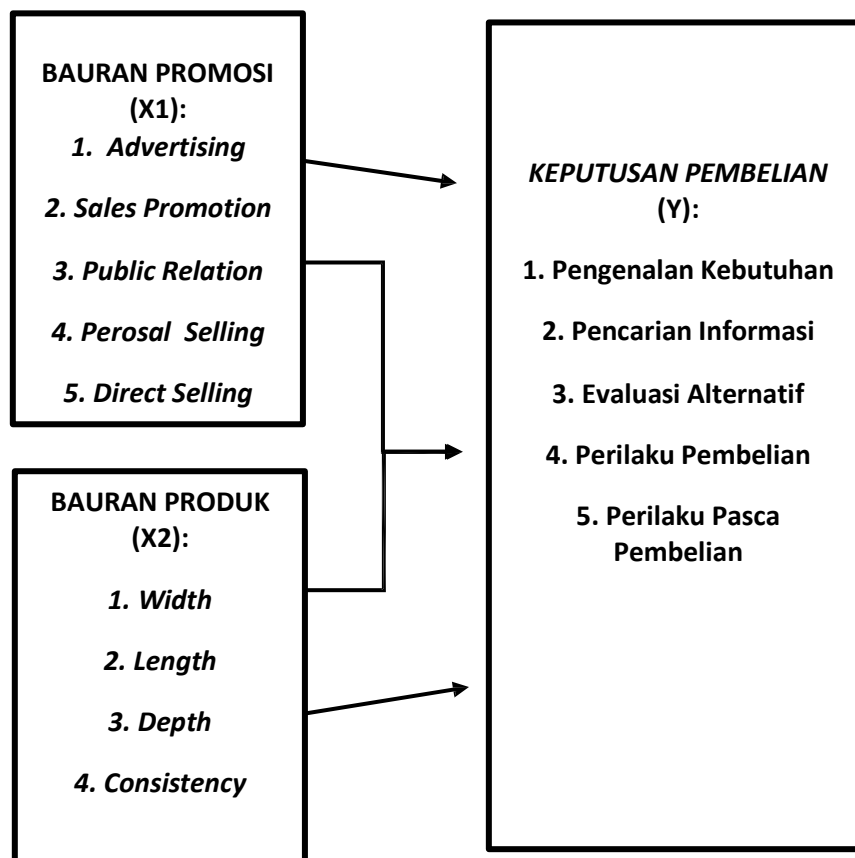 BAURAN PROMOSI
(X1):
1. Advertising
2. Sales Promotion
3. Public Relation
4. Perosal Selling
5. Direct Selling
BAURAN PRODUK
(X2):
1. Width
2. Length
3. Depth
4. Consistency
KEPUTUSAN PEMBELIAN
(Y):
1. Pengenalan Kebutuhan
2. Pencarian Informasi
3. Evaluasi Alternatif
4. Perilaku Pembelian
5. Perilaku Pasca
Pembelian